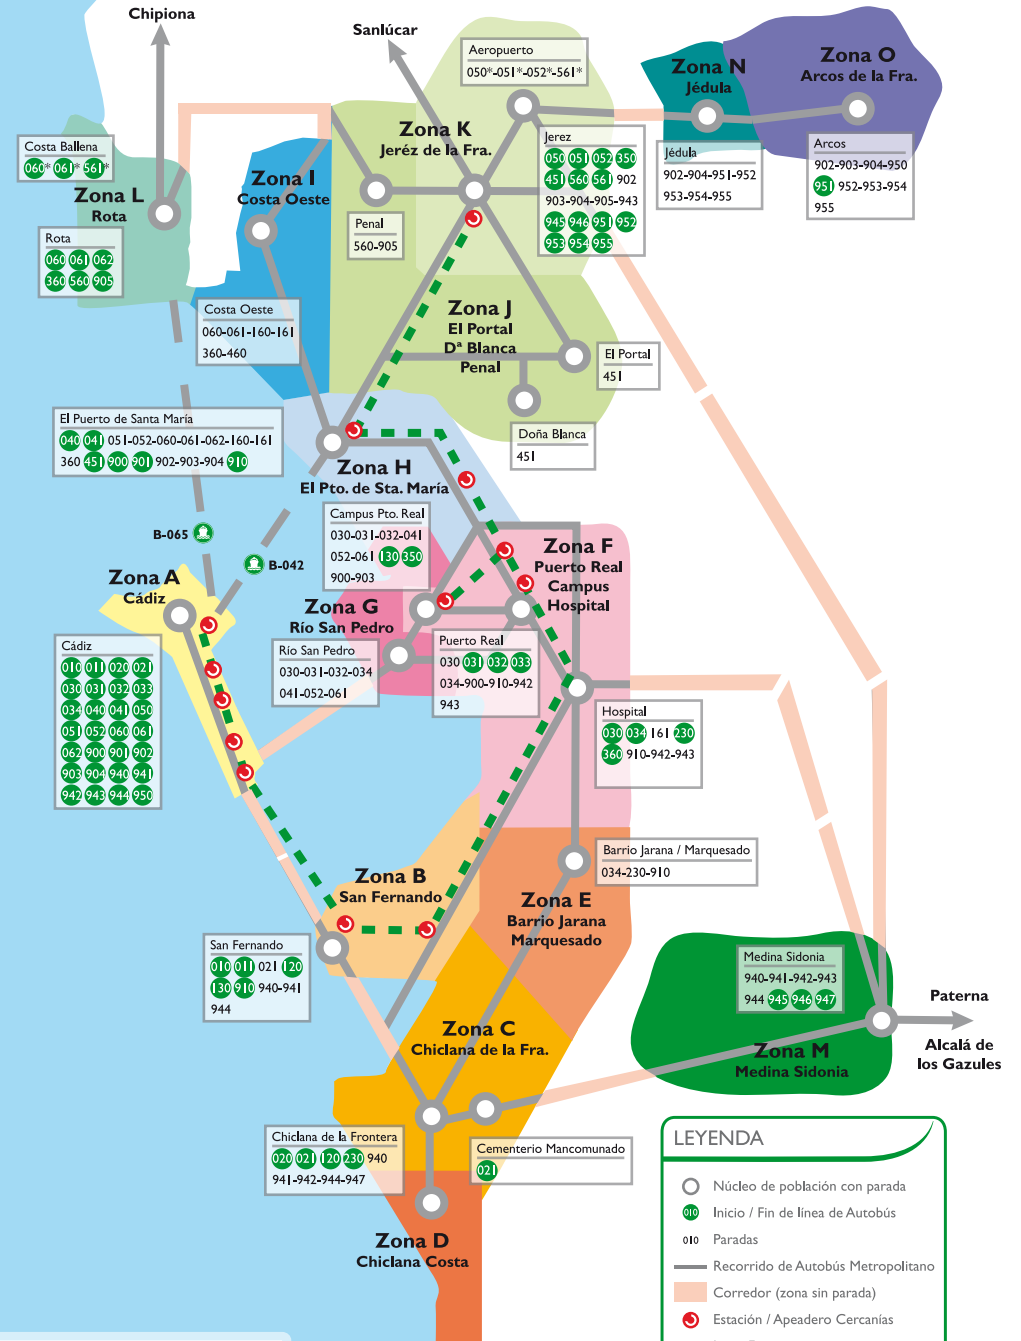 Chipiona
Sanlúcar
Aeropuerto
050*-051*-052*-561*
Zona N
Jédula
Zona O
Arcos de la Fra.
Costa Ballena
060* 061* 561*
Zona L
Rota
Rota
060 061 062
360 560 905
Zona I
Costa Oeste
Zona K
Jeréz de la Fra.
Penal
560-905
Jerez
050 051 052 350
451 560 561 902
903-904-905-943
945 946 951 952
953 954 955
Jédula
902-904-951-952
953-954-955
Arcos
902-903-904-950
951 952-953-954
955
Costa Oeste
060-061-160-161
360-460
Zona J
El Portal
Dª Blanca
Penal
El Portal
451
Doña Blanca
451
El Puerto de Santa María
040 041 051-052-060-061-062-160-161
360 451 900 901 902-903-904 910
Zona H
El Pto. de Sta. María
B-065
B-042
Campus Pto. Real
030-031-032-041
052-061 130 350
900-903
Zona F
Puerto Real
Campus
Hospital
Zona A
Cádiz
Zona G
Río San Pedro
Río San Pedro
030-031-032-034
041-052-061
Puerto Real
030 031 032 033
034-900-910-942
943
Cádiz
010 011 020 021
030 031 032 033
034 040 041 050
051 052 060 061
062 900 901 902
903 904 940 941
942 943 944 950
Hospital
030 034 161 230
360 910-942-943
Barrio Jarana / Marquesado
034-230-910
Zona B
San Fernando
Zona E
Barrio Jarana
Marquesado
San Fernando
010 011 021 120
130 910 940-941
944
Medina Sidonia
940-941-942-943
944 945 946 947
Paterna
Alcalá de
los Gazules
Zona C
Chiclana de la Fra.
Zona M
Medina Sidonia
Chiclana de la Frontera
020 021 120 230 940
941-942-944-947
Cementerio Mancomunado
021
Zona D
Chiclana Costa
LEYENDA
Núcleo de población con parada
010 Inicio / Fin de línea de Autobús
010 Paradas
Recorrido de Autobús Metropolitano
Corredor (zona sin parada)
Estación / Apeadero Cercanías